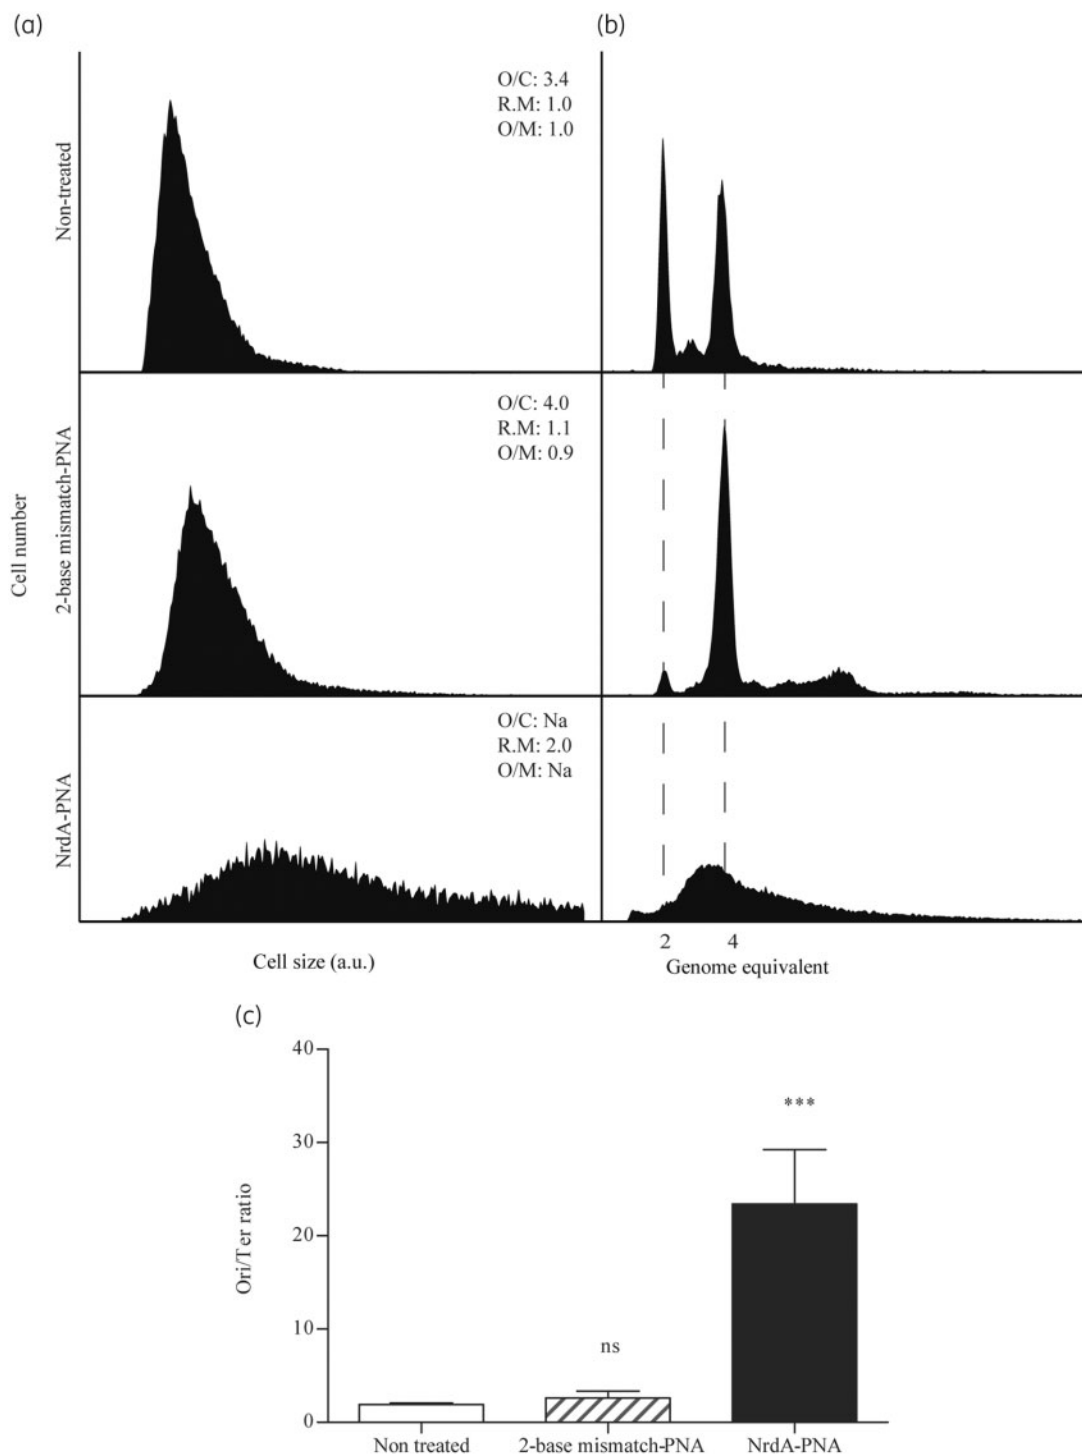 (a)
(b)
Non-treated
O/C: 3.4
R.M: 1.0
O/M: 1.0
Cell number
2-base mismatch-PNA
O/C: 4.0
R.M: 1.1
O/M: 0.9
NrdA-PNA
O/C: Na
R.M: 2.0
O/M: Na
2 4
Cell size (a.u.)
Genome equivalent
(c)
Ori/Ter ratio
40
30
20
10
0
ns
***
Non treated
2-base mismatch-PNA
NrdA-PNA